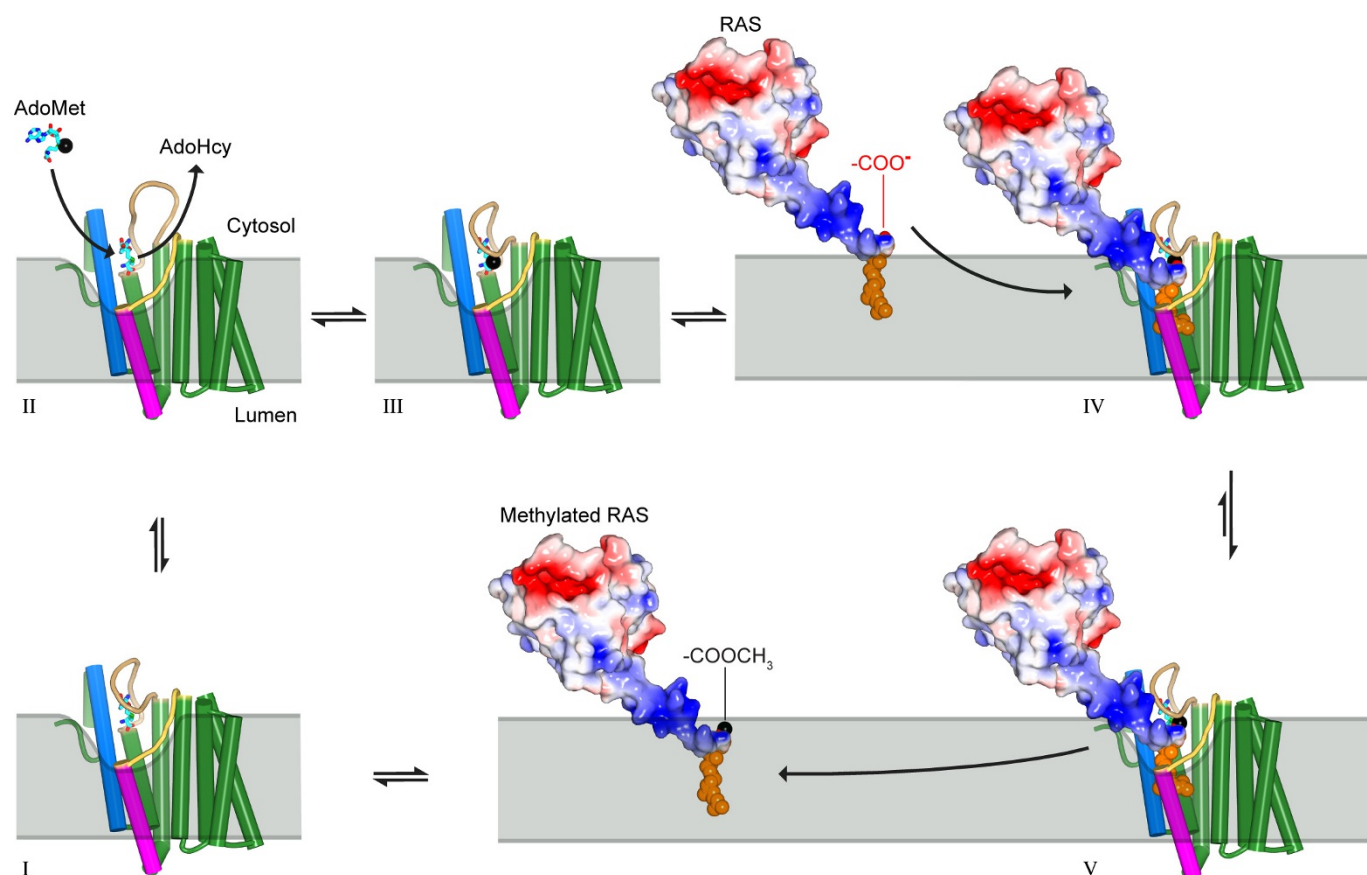 RAS
AdoMet
AdoHcy
-COO⁻
Cytosol
Lumen
II
III
IV
Methylated RAS
-COOCH₃
I
V